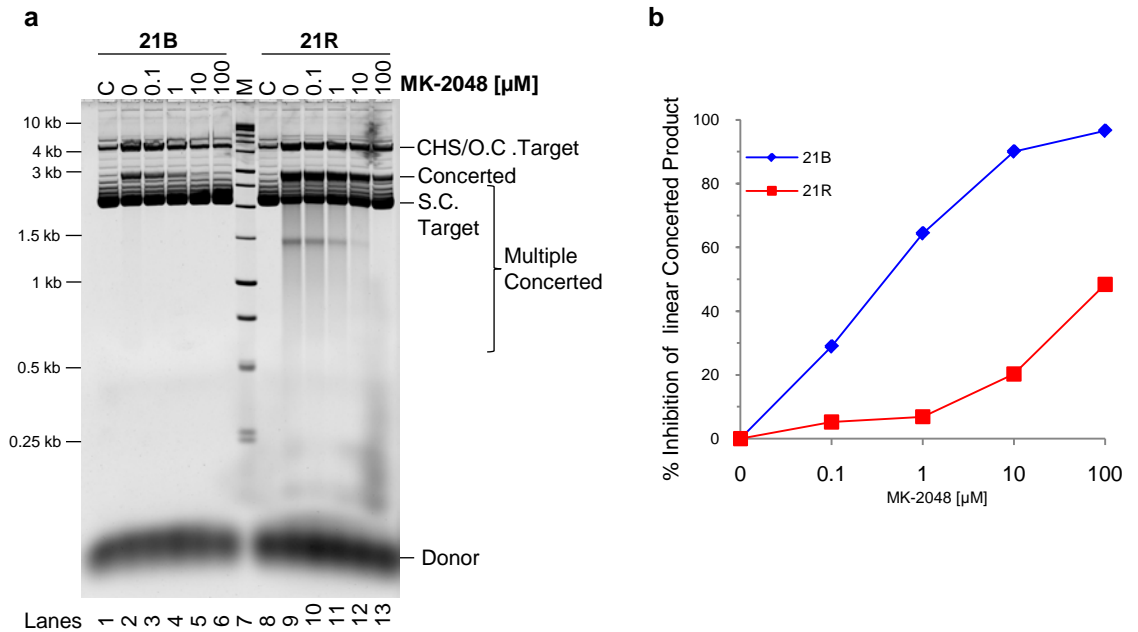 a
21B 21R
C 0 0.1 1 10 100 M C 0 0.1 1 10 100 MK-2048 [µM]
10 kb
4 kb
3 kb
1.5 kb
1 kb
0.5 kb
0.25 kb
CHS/O.C .Target
Concerted
S.C.
Target
Multiple
Concerted
Donor
Lanes 1 2 3 4 5 6 7 8 9 10 11 12 13
b
% Inhibition of linear Concerted Product
100
80
60
40
20
0
21B
21R
0 0.1 1 10 100
MK-2048 [µM]